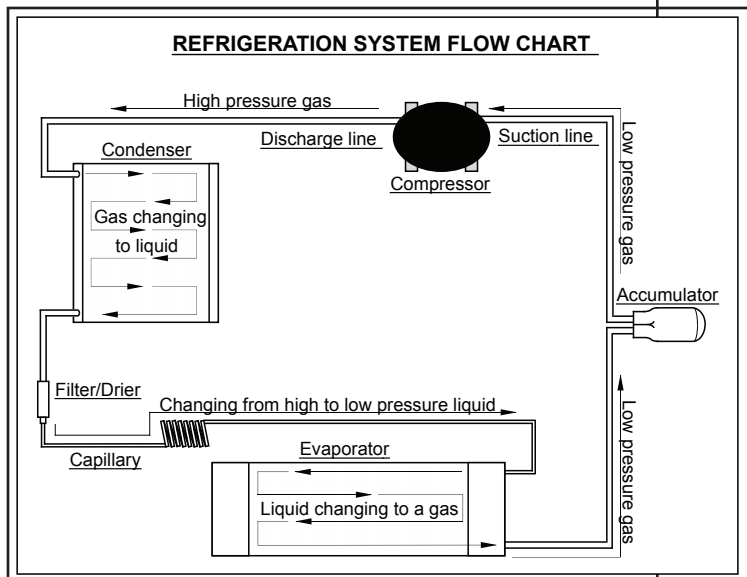 REFRIGERATION SYSTEM FLOW CHART
High pressure gas
Discharge line
Suction line
Compressor
Condenser
Gas changing
to liquid
Low pressure gas
Accumulator
Filter/Drier
Changing from high to low pressure liquid
Capillary
Evaporator
Liquid changing to a gas
Low pressure gas